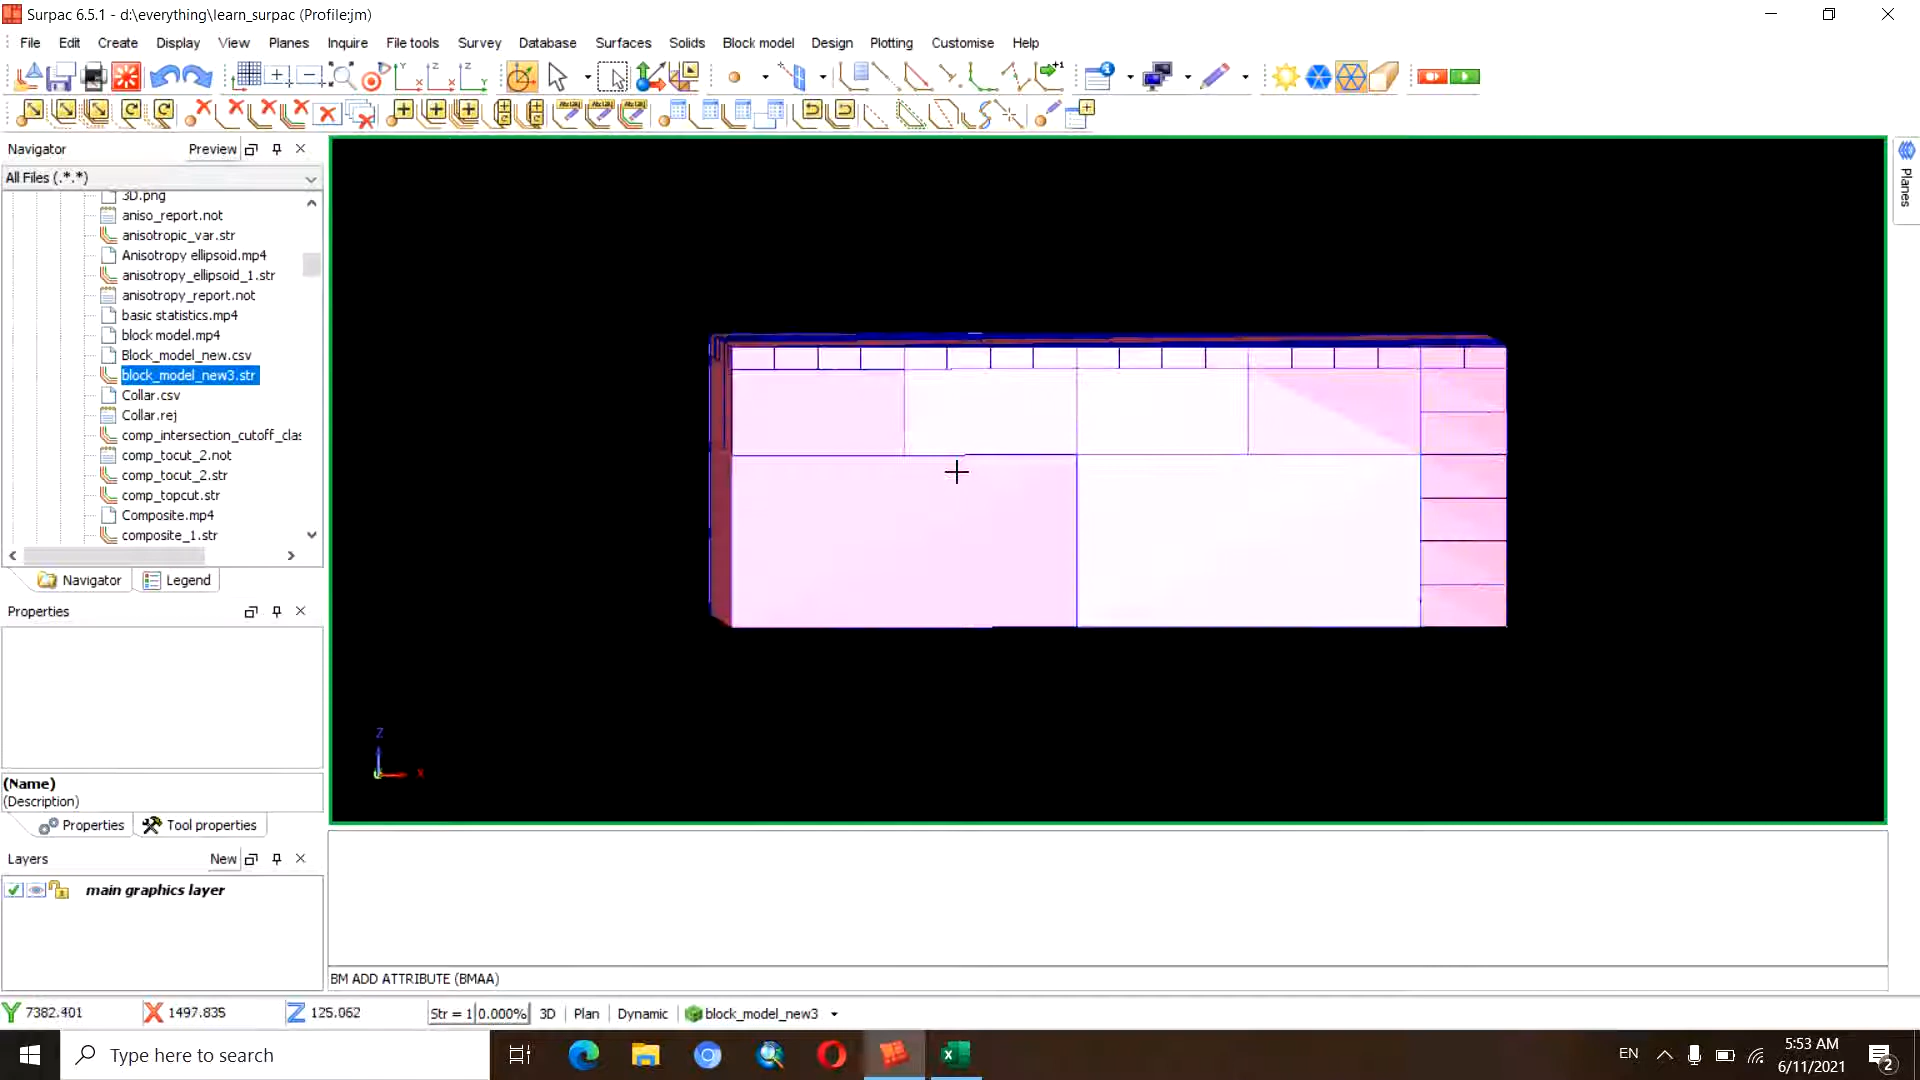 Surpac 6.5.1 - d:\everything\learn_surpac (Profile:jm)
File Edit Create Display View Planes Inquire File tools Survey Database Surfaces Solids Block model Design Plotting Customise Help
Navigator Preview
All Files (.*.*)
3D.png
aniso_report.not
anisotropic_var.str
Anisotropy ellipsoid.mp4
anisotropy_ellipsoid_1.str
anisotropy_report.not
basic statistics.mp4
block model.mp4
Block_model_new.csv
block_model_new3.str
Collar.csv
Collar.rej
comp_intersection_cutoff_clas
comp_tocut_2.not
comp_tocut_2.str
comp_topcut.str
Composite.mp4
composite_1.str
Navigator Legend
Properties
(Name)
(Description)
Properties Tool properties
Layers New
main graphics layer
Planes
Z
X
BM ADD ATTRIBUTE (BMAA)
Y 7382.401 X 1497.835 Z 125.062 Str = 1 0.000% 3D Plan Dynamic block_model_new3
Type here to search
EN
5:53 AM
6/11/2021
2